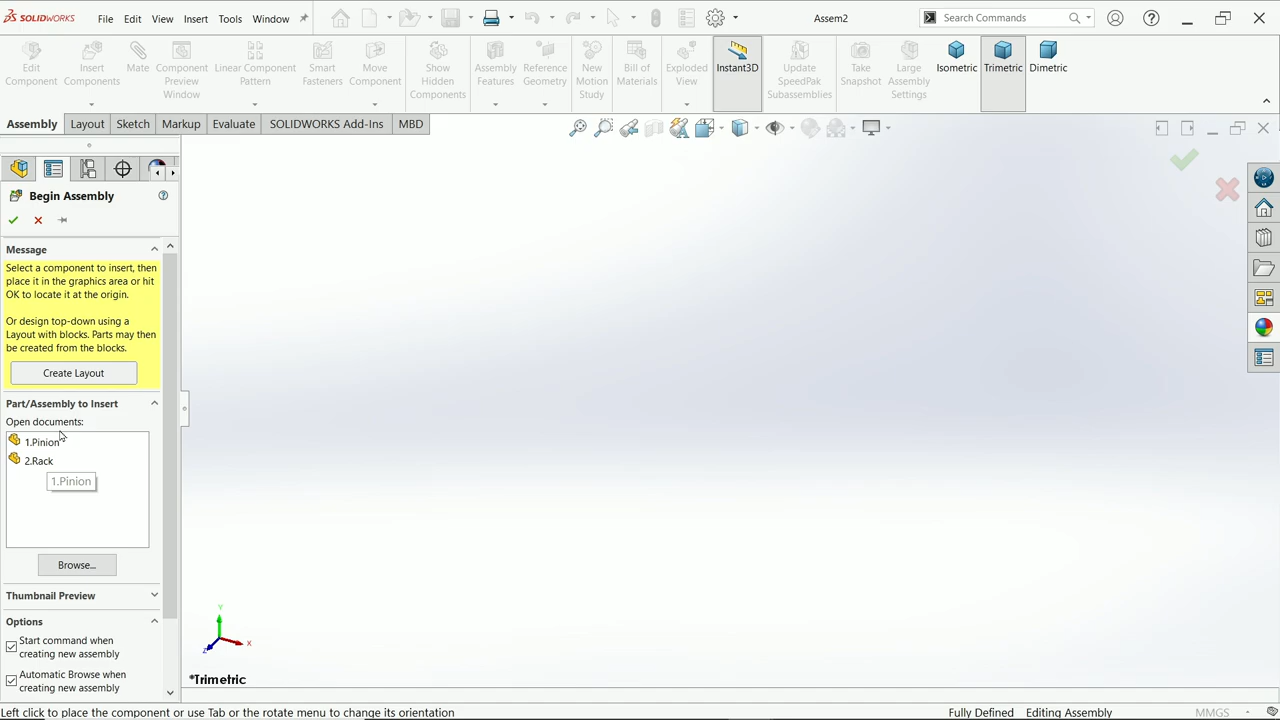 SOLIDWORKS
File
Edit
View
Insert
Tools
Window
Assem2
Search Commands
Edit
Component
Insert
Components
Mate
Component
Preview
Window
Linear Component
Pattern
Smart
Fasteners
Move
Component
Show
Hidden
Components
Assembly
Features
Reference
Geometry
New
Motion
Study
Bill of
Materials
Exploded
View
Instant3D
Update
SpeedPak
Subassemblies
Take
Snapshot
Large
Assembly
Settings
Isometric
Trimetric
Dimetric
Assembly
Layout
Sketch
Markup
Evaluate
SOLIDWORKS Add-Ins
MBD
Begin Assembly
Message
Select a component to insert, then
place it in the graphics area or hit
OK to locate it at the origin.
Or design top-down using a
Layout with blocks. Parts may then
be created from the blocks.
Create Layout
Part/Assembly to Insert
Open documents:
1.Pinion
2.Rack
1.Pinion
Browse...
Thumbnail Preview
Options
Start command when
creating new assembly
Automatic Browse when
creating new assembly
Y
X
Z
*Trimetric
Left click to place the component or use Tab or the rotate menu to change its orientation
Fully Defined
Editing Assembly
MMGS